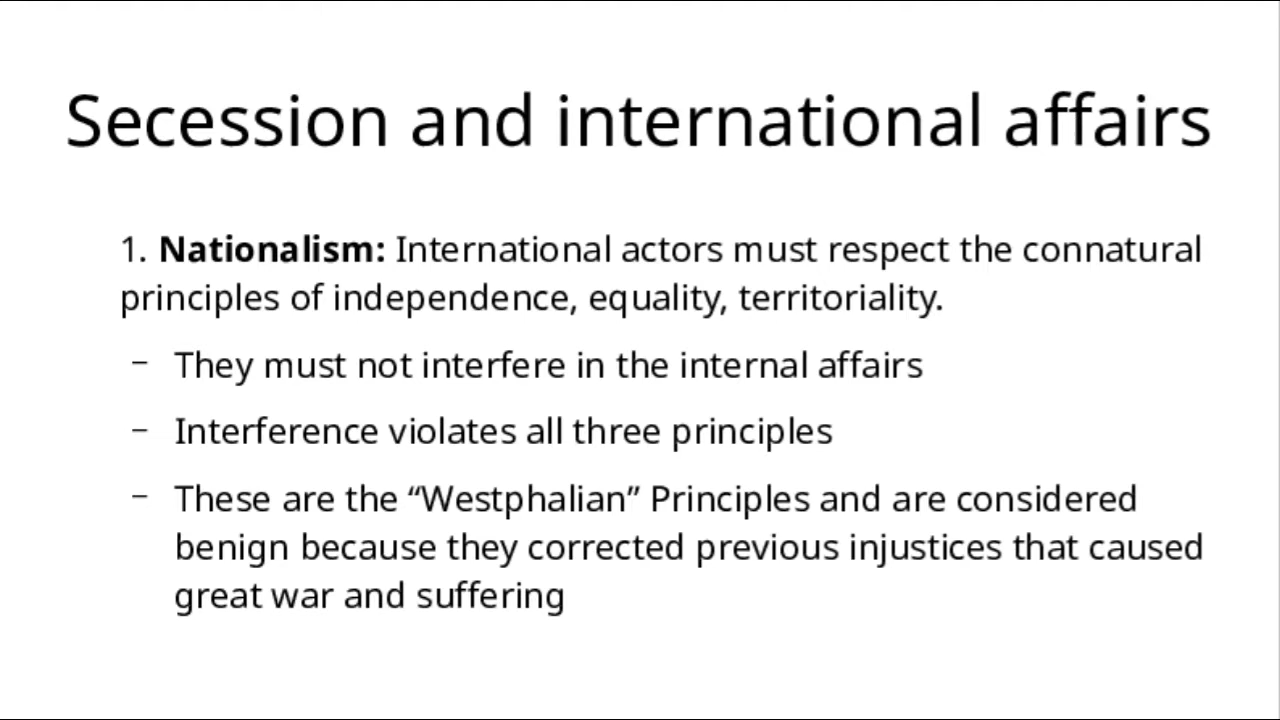 Secession and international affairs
1. Nationalism: International actors must respect the connatural
principles of independence, equality, territoriality.
– They must not interfere in the internal affairs
– Interference violates all three principles
– These are the “Westphalian” Principles and are considered
benign because they corrected previous injustices that caused
great war and suffering